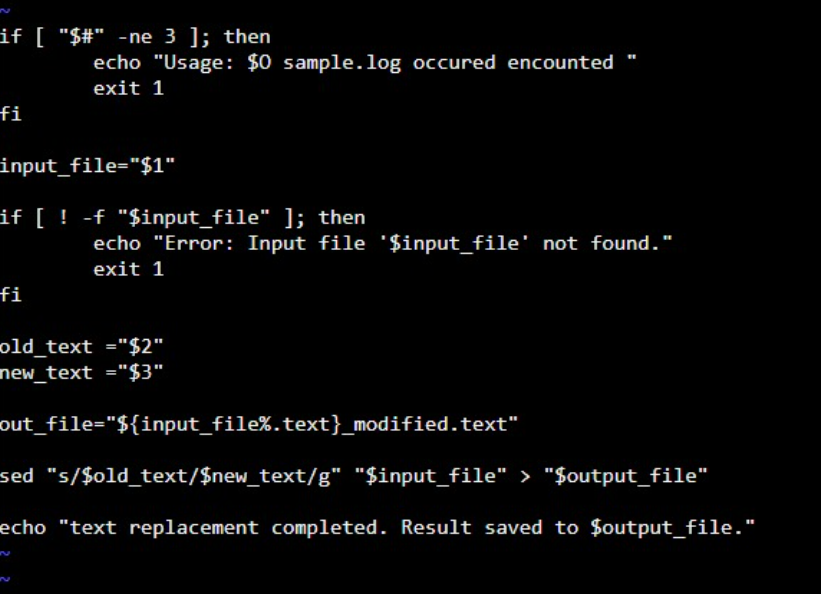 ~
if [ "$#" -ne 3 ]; then
        echo "Usage: $O sample.log occured encounted "
        exit 1
fi
input_file="$1"
if [ ! -f "$input_file" ]; then
        echo "Error: Input file '$input_file' not found."
        exit 1
fi
old_text ="$2"
new_text ="$3"
out_file="${input_file%.text}_modified.text"
sed "s/$old_text/$new_text/g" "$input_file" > "$output_file"
echo "text replacement completed. Result saved to $output_file."
~
~